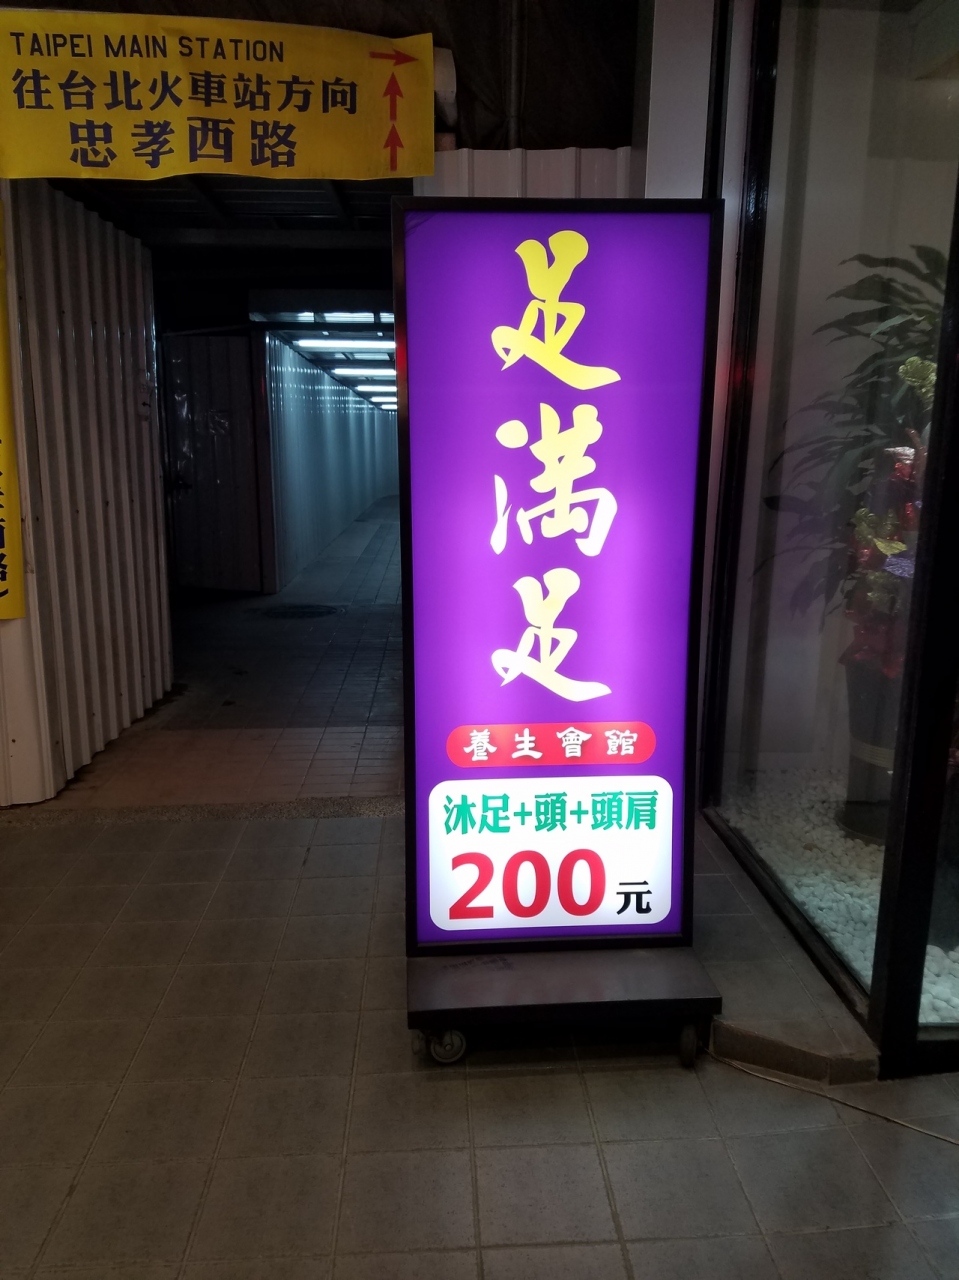 TAIPEI MAIN STATION
往台北火車站方向
忠孝西路
足滿足
養生會館
沐足+頭+頭肩
200元